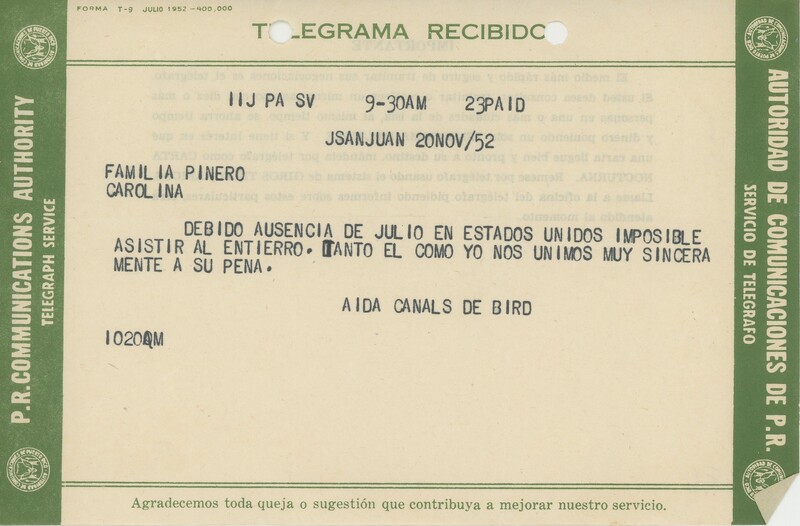 FORMA T-9 JULIO 1952-400,000
TELEGRAMA RECIBIDO
IIJ PA SV 9-30AM 23PAID
JSANJUAN 20NOV/52
FAMILIA PINERO
CAROLINA
DEBIDO AUSENCIA DE JULIO EN ESTADOS UNIDOS IMPOSIBLE
ASISTIR AL ENTIERRO. TANTO EL COMO YO NOS UNIMOS MUY SINCERA
MENTE A SU PENA.
AIDA CANALS DE BIRD
1020AM
Agradecemos toda queja o sugestión que contribuya a mejorar nuestro servicio.
P.R. COMMUNICATIONS AUTHORITY
TELEGRAPH SERVICE
AUTORIDAD DE COMUNICACIONES DE P.R.
SERVICIO DE TELEGRAFO